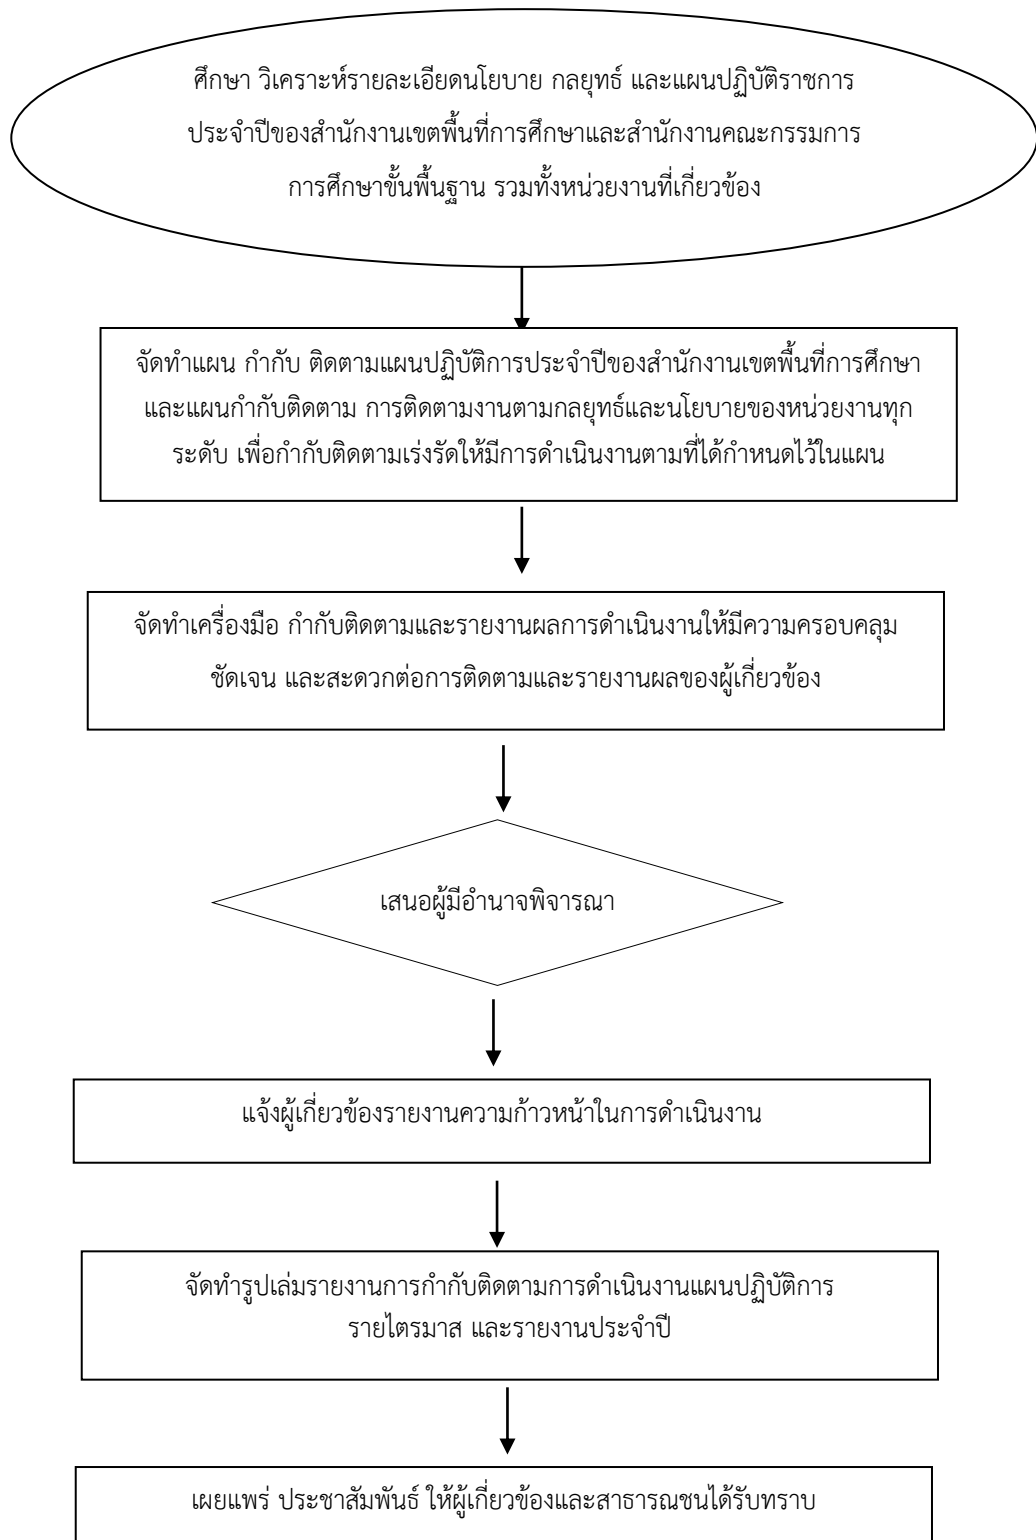 ศึกษา วิเคราะห์รายละเอียดนโยบาย กลยุทธ์ และแผนปฏิบัติราชการ
ประจำปีของสำนักงานเขตพื้นที่การศึกษาและสำนักงานคณะกรรมการ
การศึกษาขั้นพื้นฐาน รวมทั้งหน่วยงานที่เกี่ยวข้อง
จัดทำแผน กำกับ ติดตามแผนปฏิบัติการประจำปีของสำนักงานเขตพื้นที่การศึกษา
และแผนกำกับติดตาม การติดตามงานตามกลยุทธ์และนโยบายของหน่วยงานทุก
ระดับ เพื่อกำกับติดตามเร่งรัดให้มีการดำเนินงานตามที่ได้กำหนดไว้ในแผน
จัดทำเครื่องมือ กำกับติดตามและรายงานผลการดำเนินงานให้มีความครอบคลุม
ชัดเจน และสะดวกต่อการติดตามและรายงานผลของผู้เกี่ยวข้อง
เสนอผู้มีอำนาจพิจารณา
แจ้งผู้เกี่ยวข้องรายงานความก้าวหน้าในการดำเนินงาน
จัดทำรูปเล่มรายงานการกำกับติดตามการดำเนินงานแผนปฏิบัติการ
รายไตรมาส และรายงานประจำปี
เผยแพร่ ประชาสัมพันธ์ ให้ผู้เกี่ยวข้องและสาธารณชนได้รับทราบ